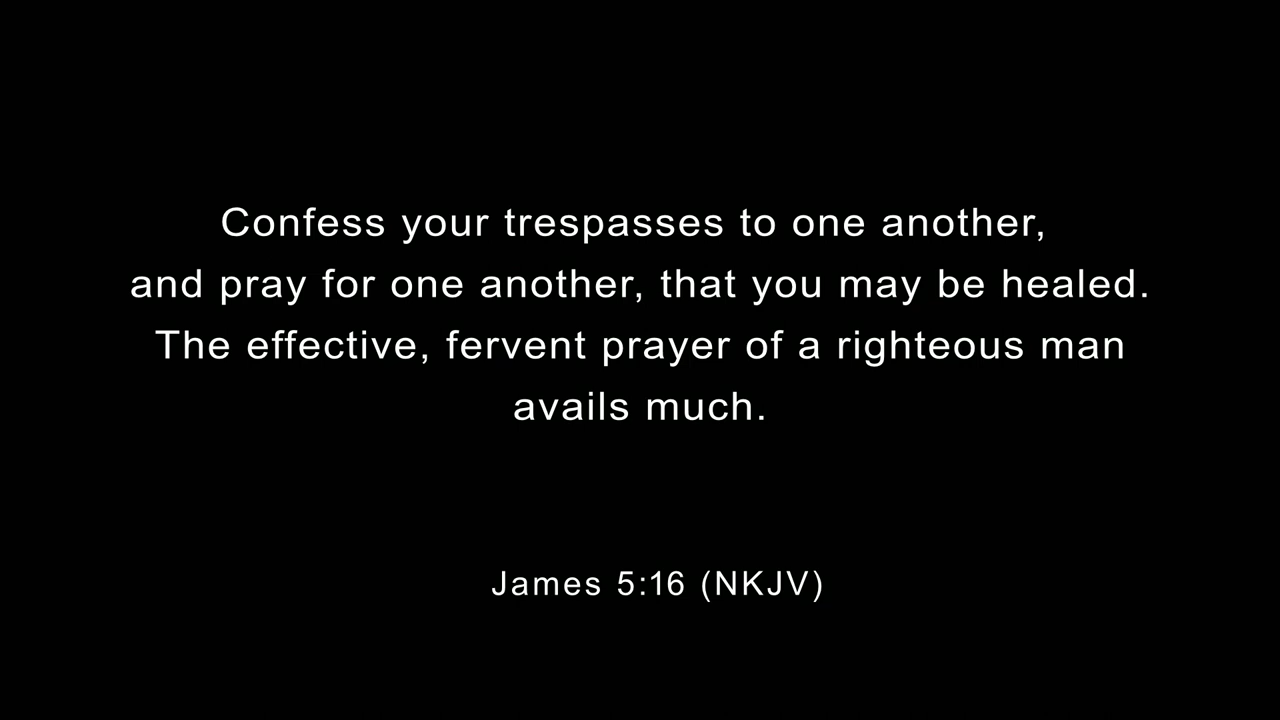 Confess your trespasses to one another,
and pray for one another, that you may be healed.
The effective, fervent prayer of a righteous man
avails much.
James 5:16 (NKJV)